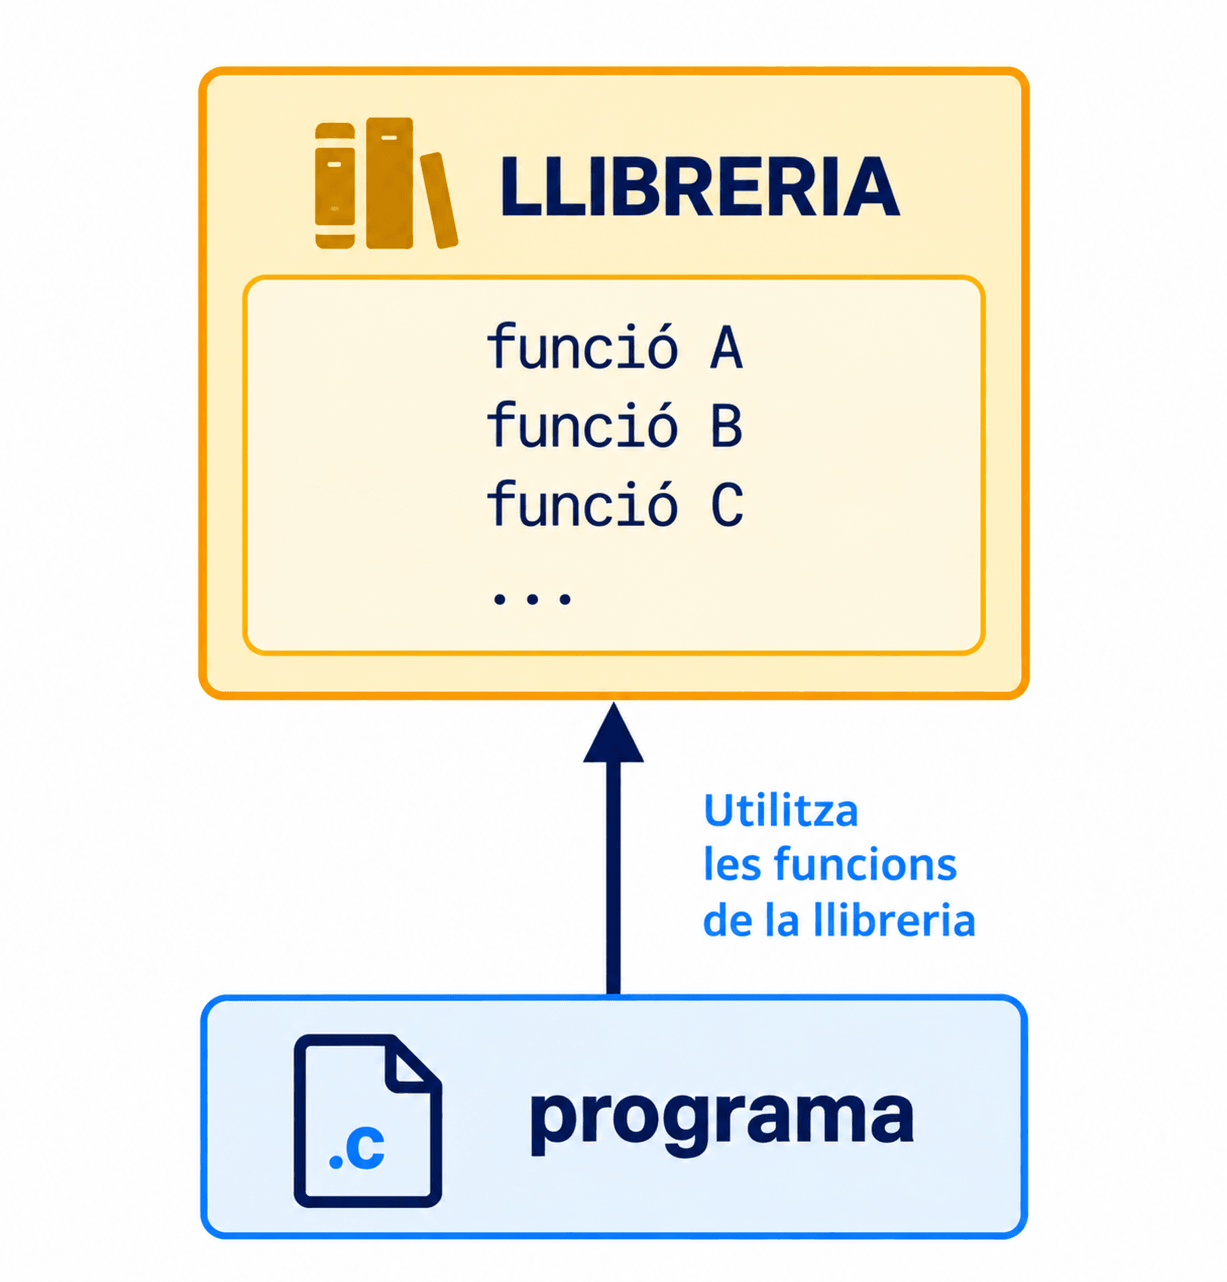 LLIBRERIA
funció A
funció B
funció C
...
Utilitza
les funcions
de la llibreria
.c
programa